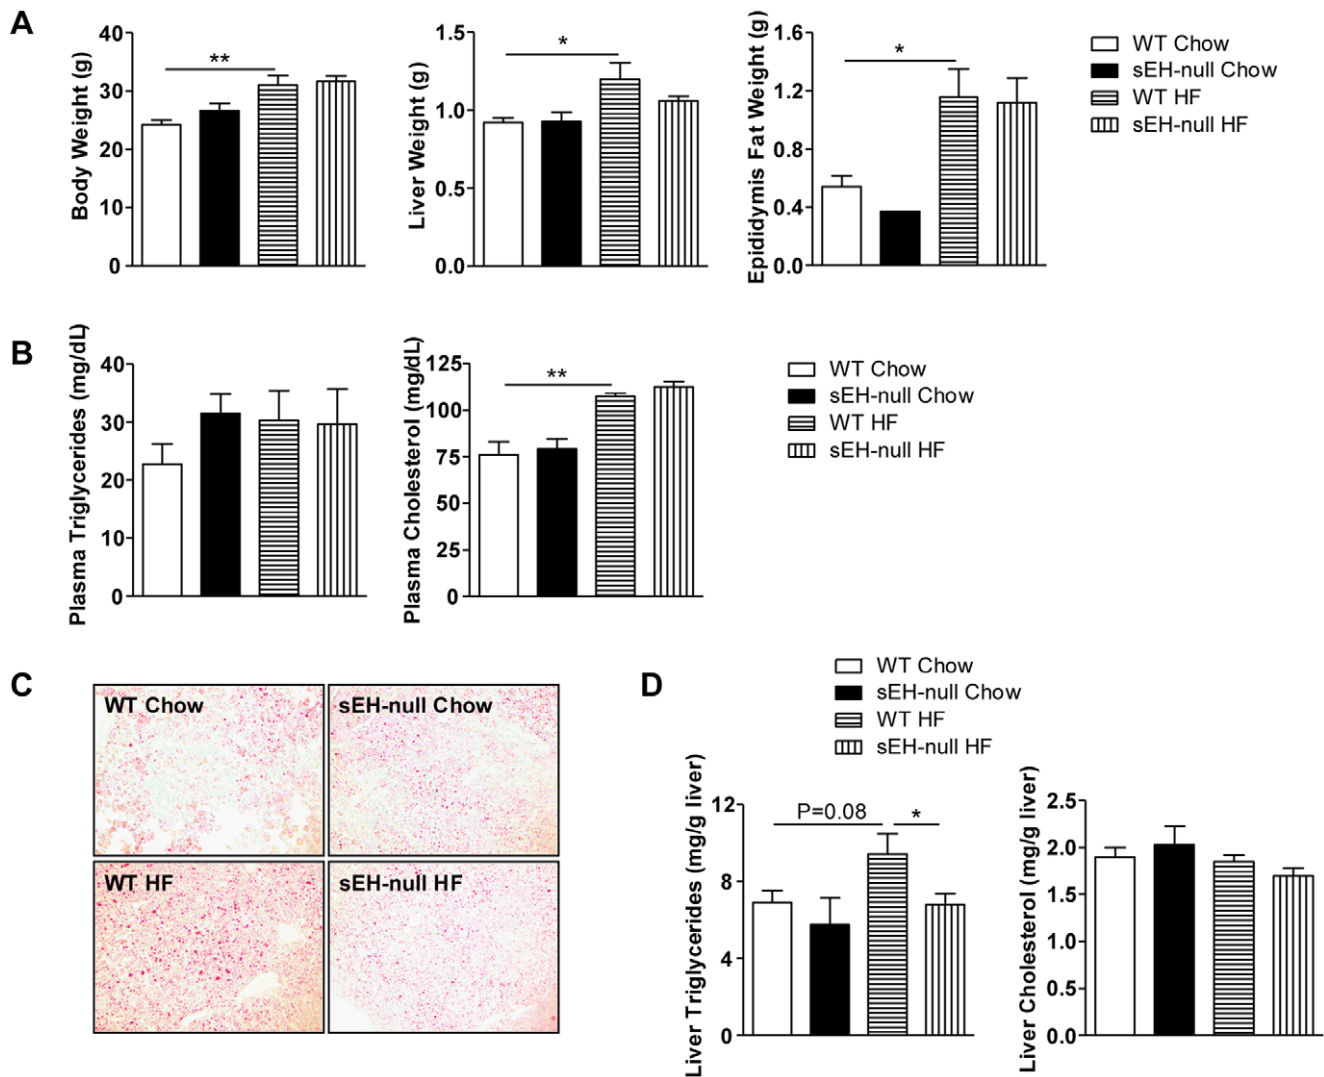 A
Body Weight (g)
40
30
20
10
0
**
Liver Weight (g)
1.5
1.0
0.5
0.0
*
Epididymis Fat Weight (g)
1.6
1.2
0.8
0.4
0.0
*
WT Chow
sEH-null Chow
WT HF
sEH-null HF
B
Plasma Triglycerides (mg/dL)
40
30
20
10
0
Plasma Cholesterol (mg/dL)
125
100
75
50
25
0
**
WT Chow
sEH-null Chow
WT HF
sEH-null HF
C
WT Chow
sEH-null Chow
WT HF
sEH-null HF
D
WT Chow
sEH-null Chow
WT HF
sEH-null HF
Liver Triglycerides (mg/g liver)
12
8
4
0
P=0.08
*
Liver Cholesterol (mg/g liver)
2.5
2.0
1.5
1.0
0.5
0.0